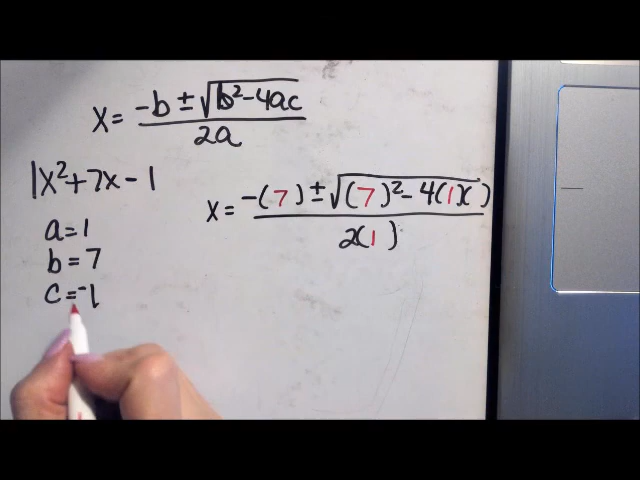 x = -b ± √b² - 4ac / 2a
1x² + 7x - 1
a = 1
b = 7
c = -1
x = -(7) ± √(7)² - 4(1)( ) / 2(1)